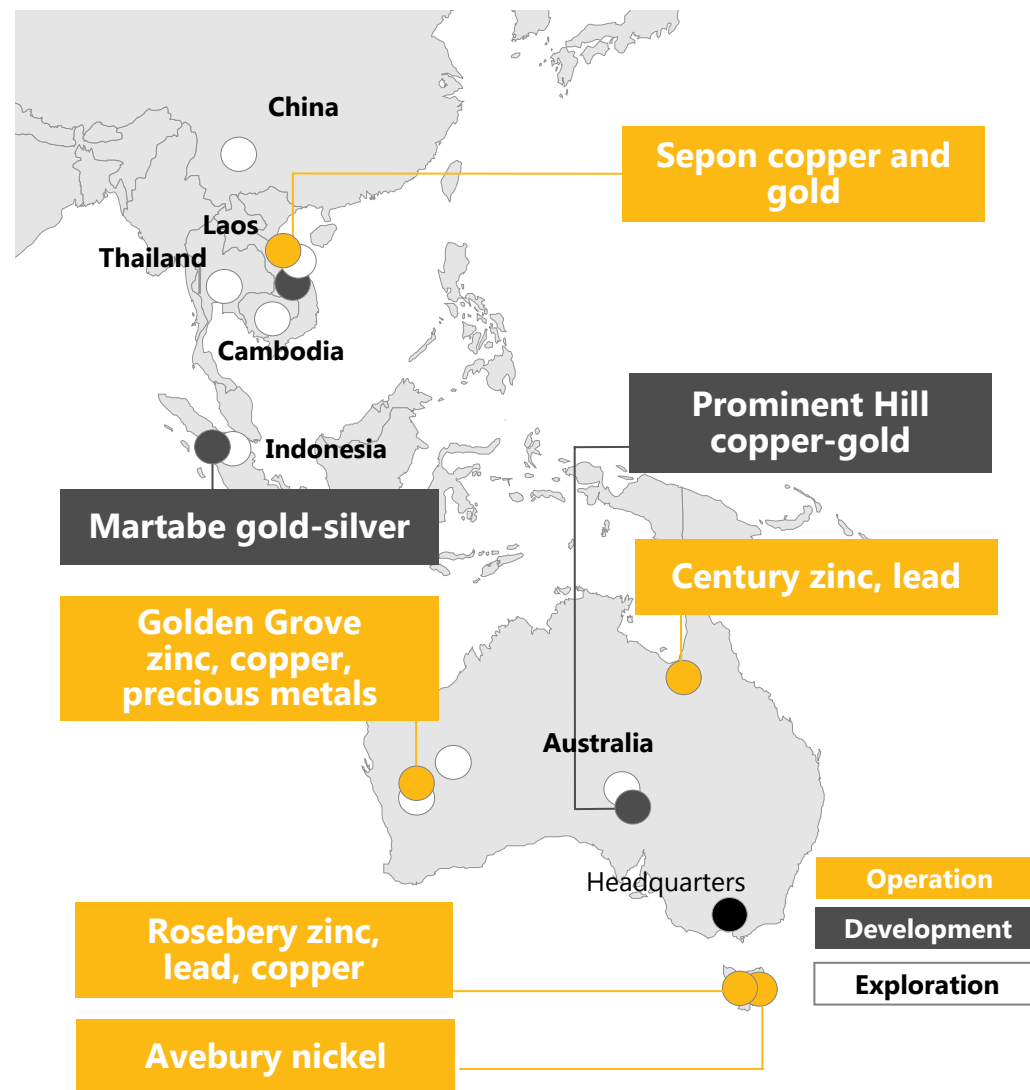 China
Sepon copper and
gold
Laos
Thailand
Cambodia
Prominent Hill
copper-gold
Indonesia
Martabe gold-silver
Century zinc, lead
Golden Grove
zinc, copper,
precious metals
Australia
Headquarters
Operation
Development
Exploration
Rosebery zinc,
lead, copper
Avebury nickel